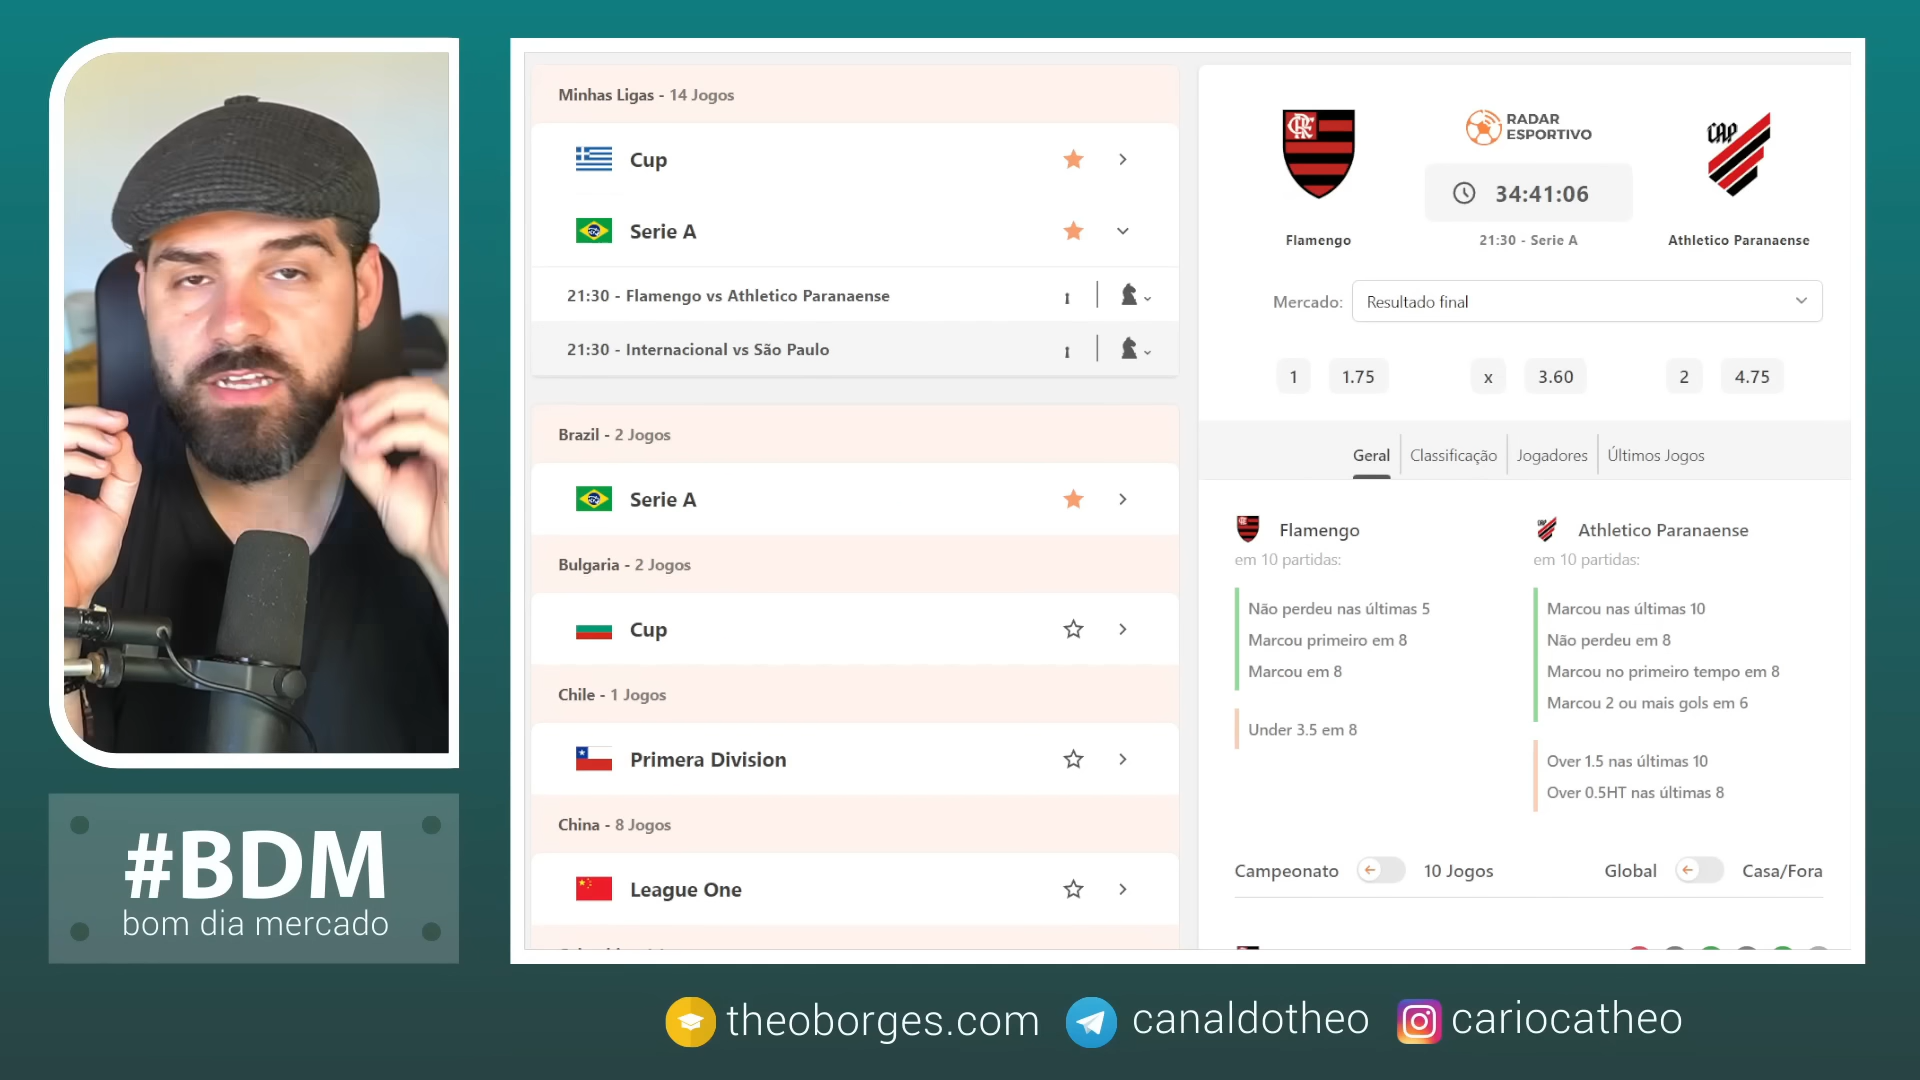 Minhas Ligas - 14 Jogos
Cup
Serie A
21:30 - Flamengo vs Athletico Paranaense
21:30 - Internacional vs São Paulo
Brazil - 2 Jogos
Serie A
Bulgaria - 2 Jogos
Cup
Chile - 1 Jogos
Primera Division
China - 8 Jogos
League One
RADAR
ESPORTIVO
CAP
34:41:06
Flamengo
21:30 - Serie A
Athletico Paranaense
Mercado: Resultado final
1 1.75 x 3.60 2 4.75
Geral Classificação Jogadores Últimos Jogos
Flamengo
em 10 partidas:
Não perdeu nas últimas 5
Marcou primeiro em 8
Marcou em 8
Under 3.5 em 8
Athletico Paranaense
em 10 partidas:
Marcou nas últimas 10
Não perdeu em 8
Marcou no primeiro tempo em 8
Marcou 2 ou mais gols em 6
Over 1.5 nas últimas 10
Over 0.5HT nas últimas 8
Campeonato 10 Jogos Global Casa/Fora
#BDM
bom dia mercado
theoborges.com canaldotheo cariocatheo